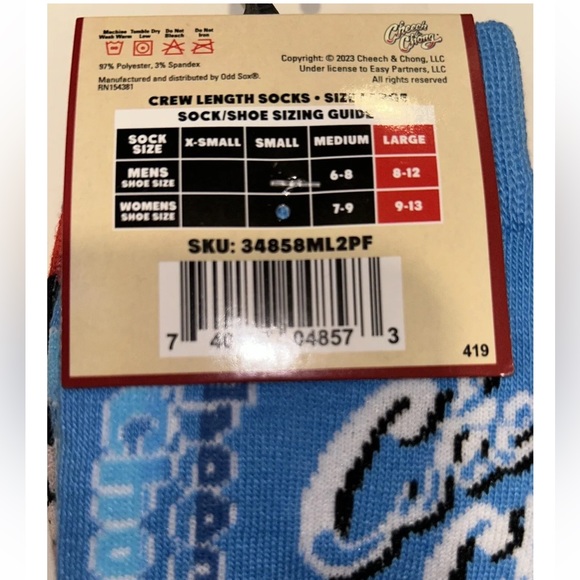 Machine Wash Warm Tumble Dry Low Do Not Bleach Do Not Iron
Cheech & Chong
97% Polyester, 3% Spandex
Manufactured and distributed by Odd Sox®.
RN154381
Copyright: © 2023 Cheech & Chong, LLC
Under license to Easy Partners, LLC
All rights reserved
CREW LENGTH SOCKS • SIZE LARGE
SOCK/SHOE SIZING GUIDE
SOCK SIZE X-SMALL SMALL MEDIUM LARGE
MENS SHOE SIZE 6-8 8-12
WOMENS SHOE SIZE 7-9 9-13
SKU: 34858ML2PF
7 04857 3
419